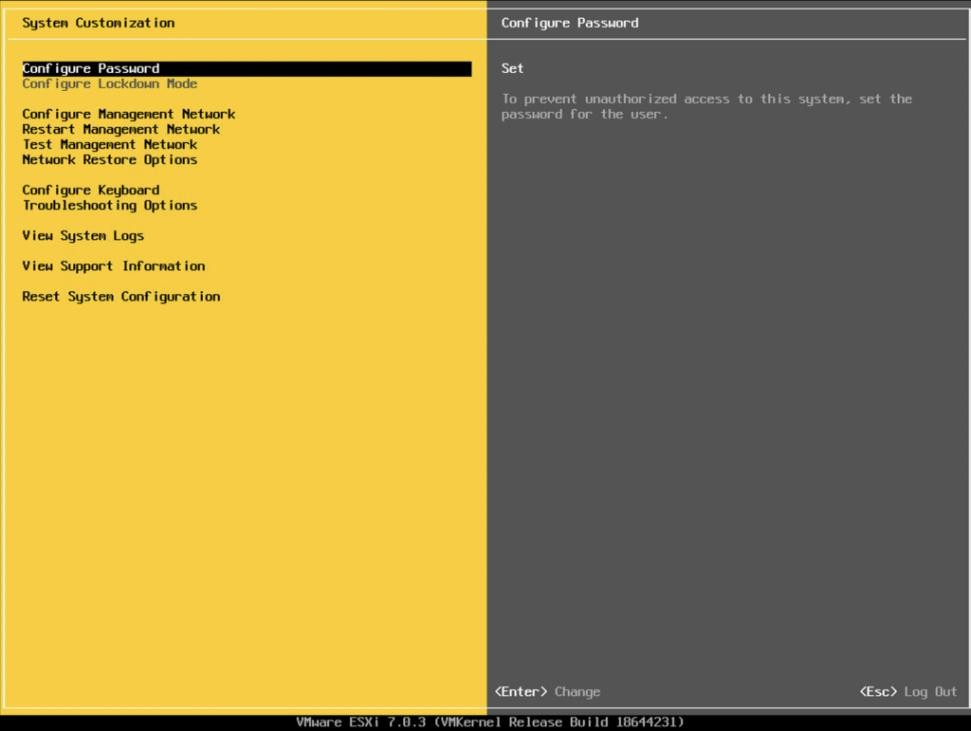 System Customization
Configure Password
Configure Password
Configure Lockdown Mode
Configure Management Network
Restart Management Network
Test Management Network
Network Restore Options
Configure Keyboard
Troubleshooting Options
View System Logs
View Support Information
Reset System Configuration
Set
To prevent unauthorized access to this system, set the
password for the user.
<Enter> Change
<Esc> Log Out
VMware ESXi 7.0.3 (VMKernel Release Build 18644231)